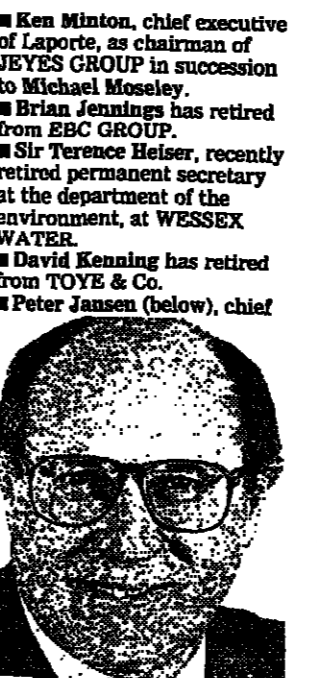 ■ Ken Minton, chief executive
of Laporte, as chairman of
JEYES GROUP in succession
to Michael Moseley.
■ Brian Jennings has retired
from EBC GROUP.
■ Sir Terence Heiser, recently
retired permanent secretary
at the department of the
environment, at WESSEX
WATER.
■ David Kenning has retired
from TOYE & Co.
■ Peter Jansen (below), chief